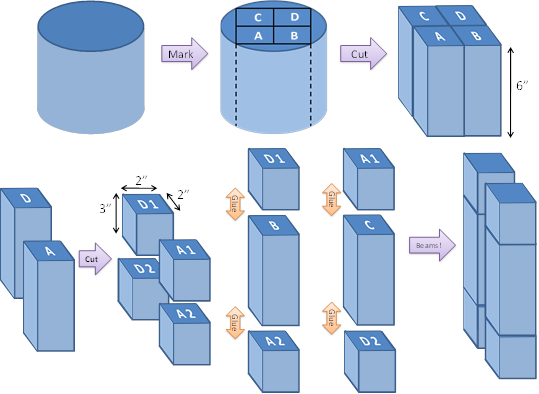 C D
A B
Mark
Cut
C D
A B
6″
D
A
Cut
2″
2″
3″
D1
A1
D2
A2
D1
Glue
B
Glue
A2
A1
Glue
C
Glue
D2
Beams!